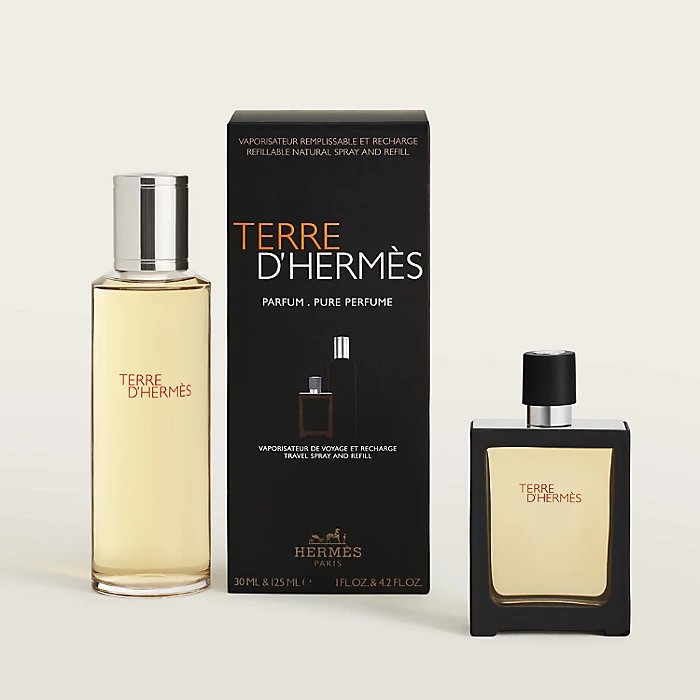 TERRE
D'HERMÈS
VAPORISATEUR REMPLISSABLE ET RECHARGE
REFILLABLE NATURAL SPRAY AND REFILL
TERRE
D'HERMÈS
PARFUM . PURE PERFUME
VAPORISATEUR DE VOYAGE ET RECHARGE
TRAVEL SPRAY AND REFILL
HERMÈS
PARIS
30 ML & 125 ML ℮ 1 FL.OZ. & 4.2 FL.OZ.
TERRE
D'HERMÈS